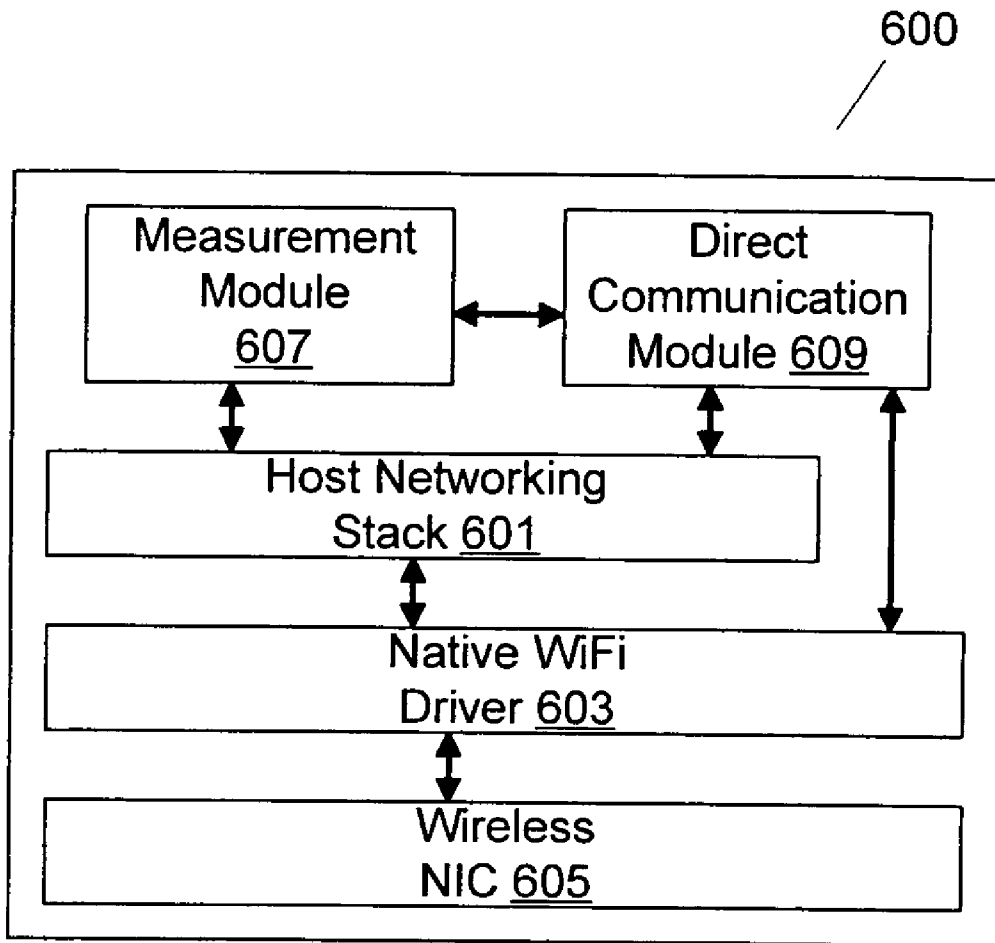 600
Measurement
Module
607
Direct
Communication
Module 609
Host Networking
Stack 601
Native WiFi
Driver 603
Wireless
NIC 605